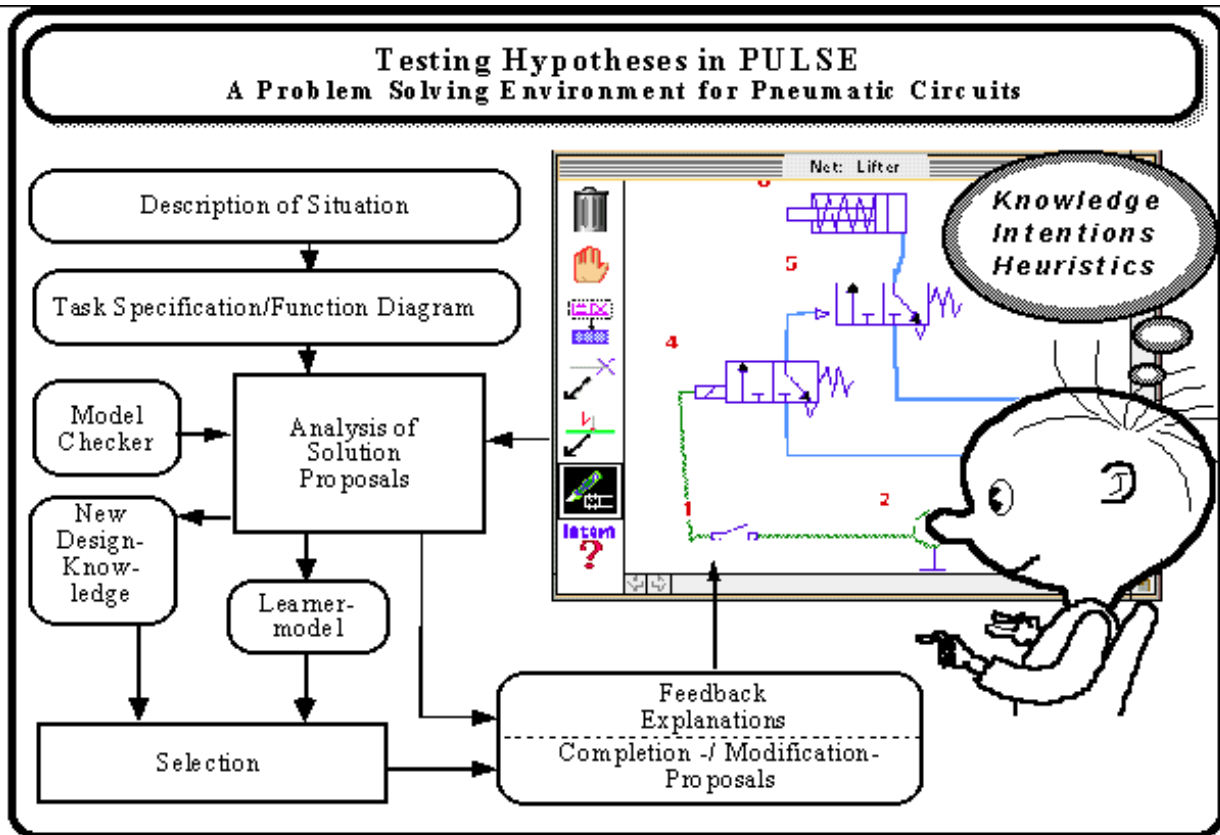 Testing Hypotheses in PULSE
A Problem Solving Environment for Pneumatic Circuits
Description of Situation
Task Specification/Function Diagram
Model
Checker
Analysis of
Solution
Proposals
New
Design-
Know-
ledge
Learner-
model
Selection
Feedback
Explanations
Completion -/ Modification-
Proposals
Net: Lifter
5
4
1
2
?
Knowledge
Intentions
Heuristics